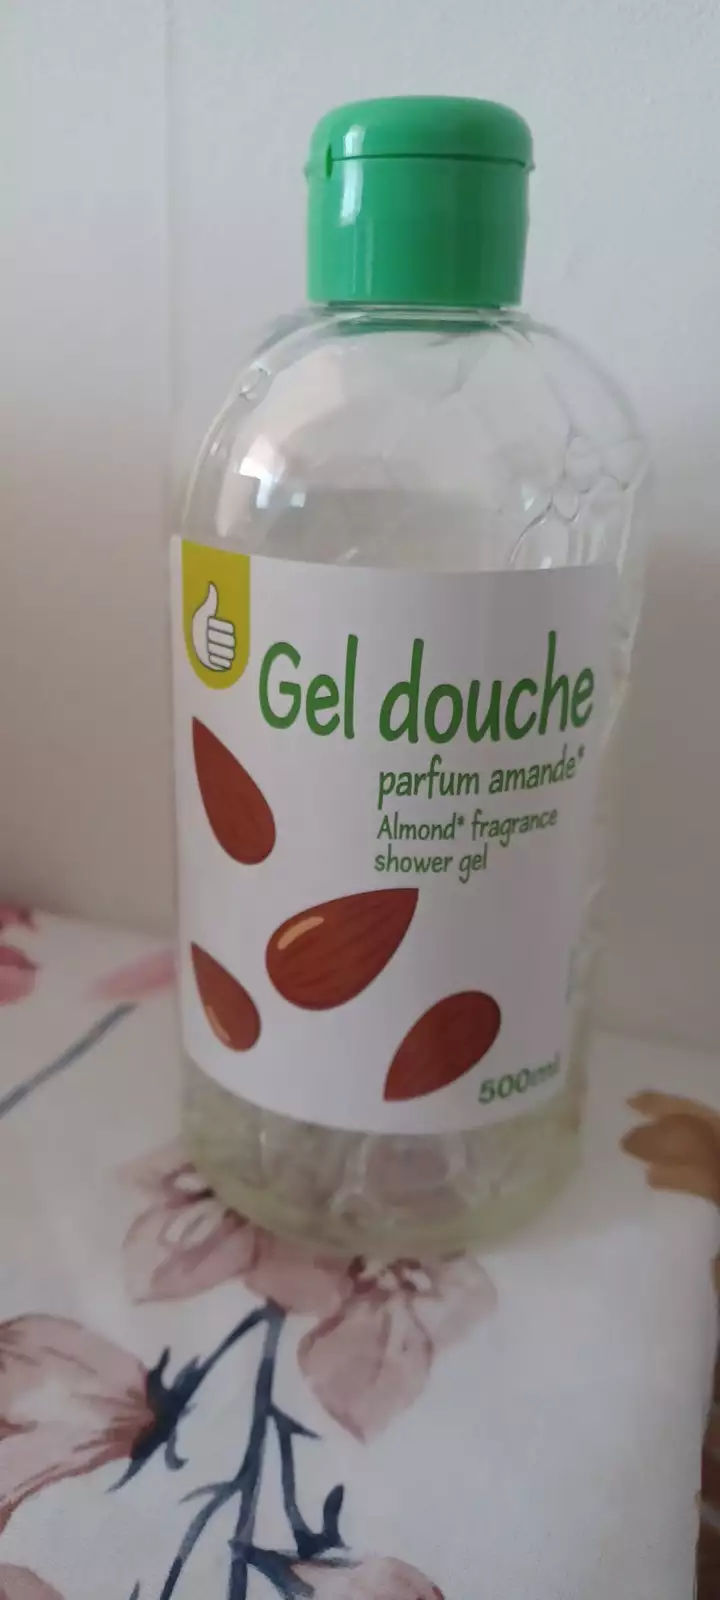 Gel douche
parfum amande*
Almond* fragrance
shower gel
500ml